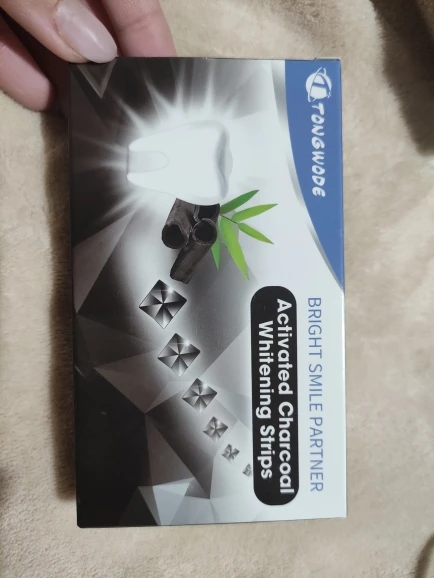 TONGWODE
BRIGHT SMILE PARTNER
Activated Charcoal
Whitening Strips